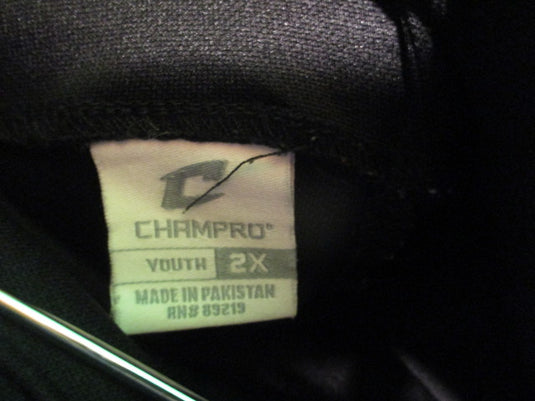 C
CHAMPRO®
YOUTH 2X
MADE IN PAKISTAN
RN# 89219